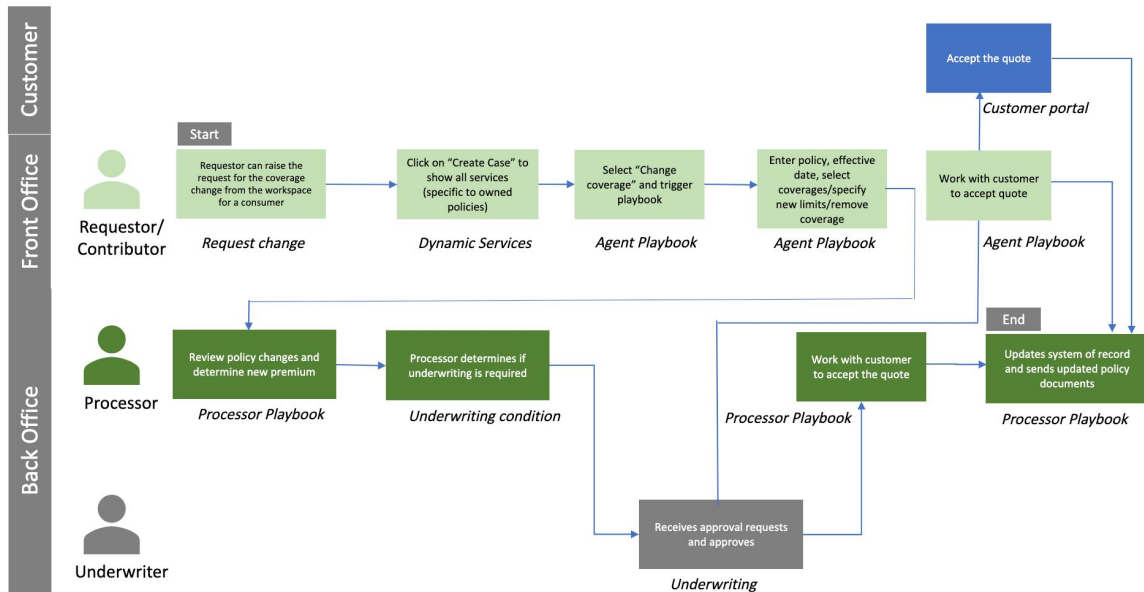 Customer
Accept the quote
Customer portal
Front Office
Requestor/
Contributor
Start
Requestor can raise the
request for the coverage
change from the workspace
for a consumer
Request change
Click on “Create Case” to
show all services
(specific to owned
policies)
Dynamic Services
Select “Change
coverage” and trigger
playbook
Agent Playbook
Enter policy, effective
date, select
coverages/specify
new limits/remove
coverage
Agent Playbook
Work with customer
to accept quote
Agent Playbook
Back Office
Processor
Review policy changes and
determine new premium
Processor Playbook
Processor determines if
underwriting is required
Underwriting condition
Work with customer
to accept the quote
Processor Playbook
End
Updates system of record
and sends updated policy
documents
Processor Playbook
Underwriter
Receives approval requests
and approves
Underwriting